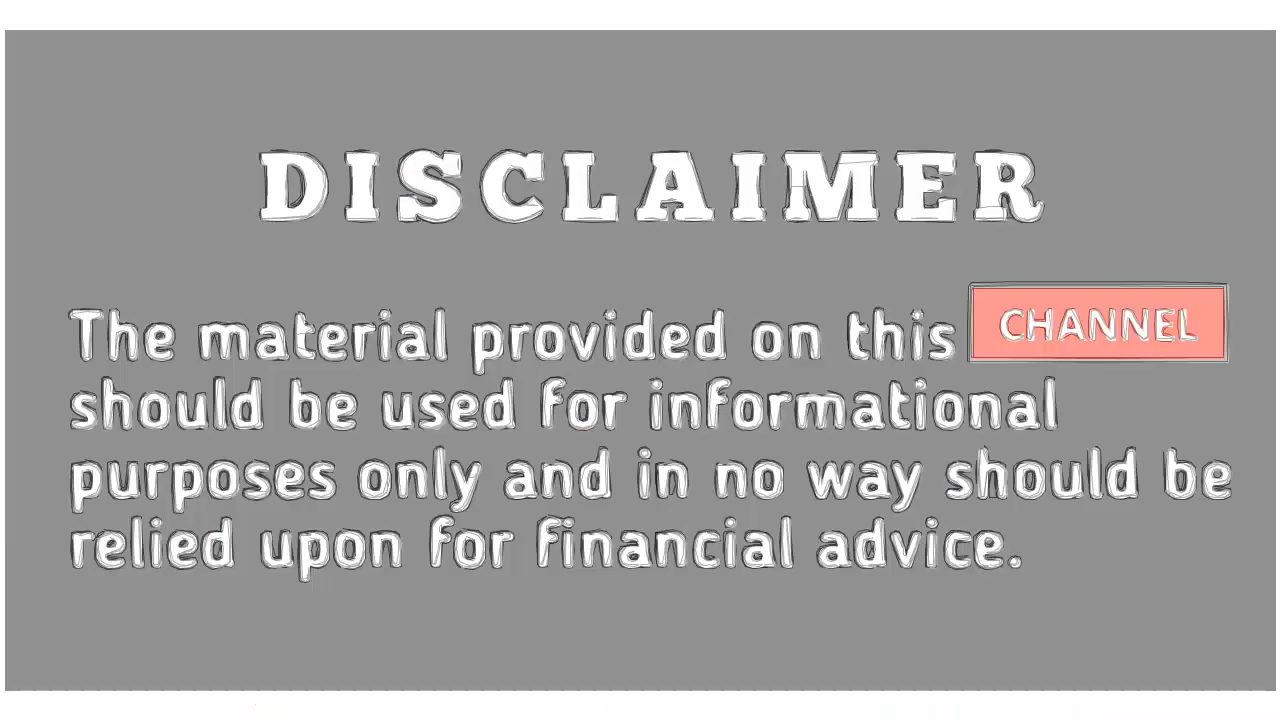 DISCLAIMER
The material provided on this CHANNEL
should be used for informational
purposes only and in no way should be
relied upon for financial advice.